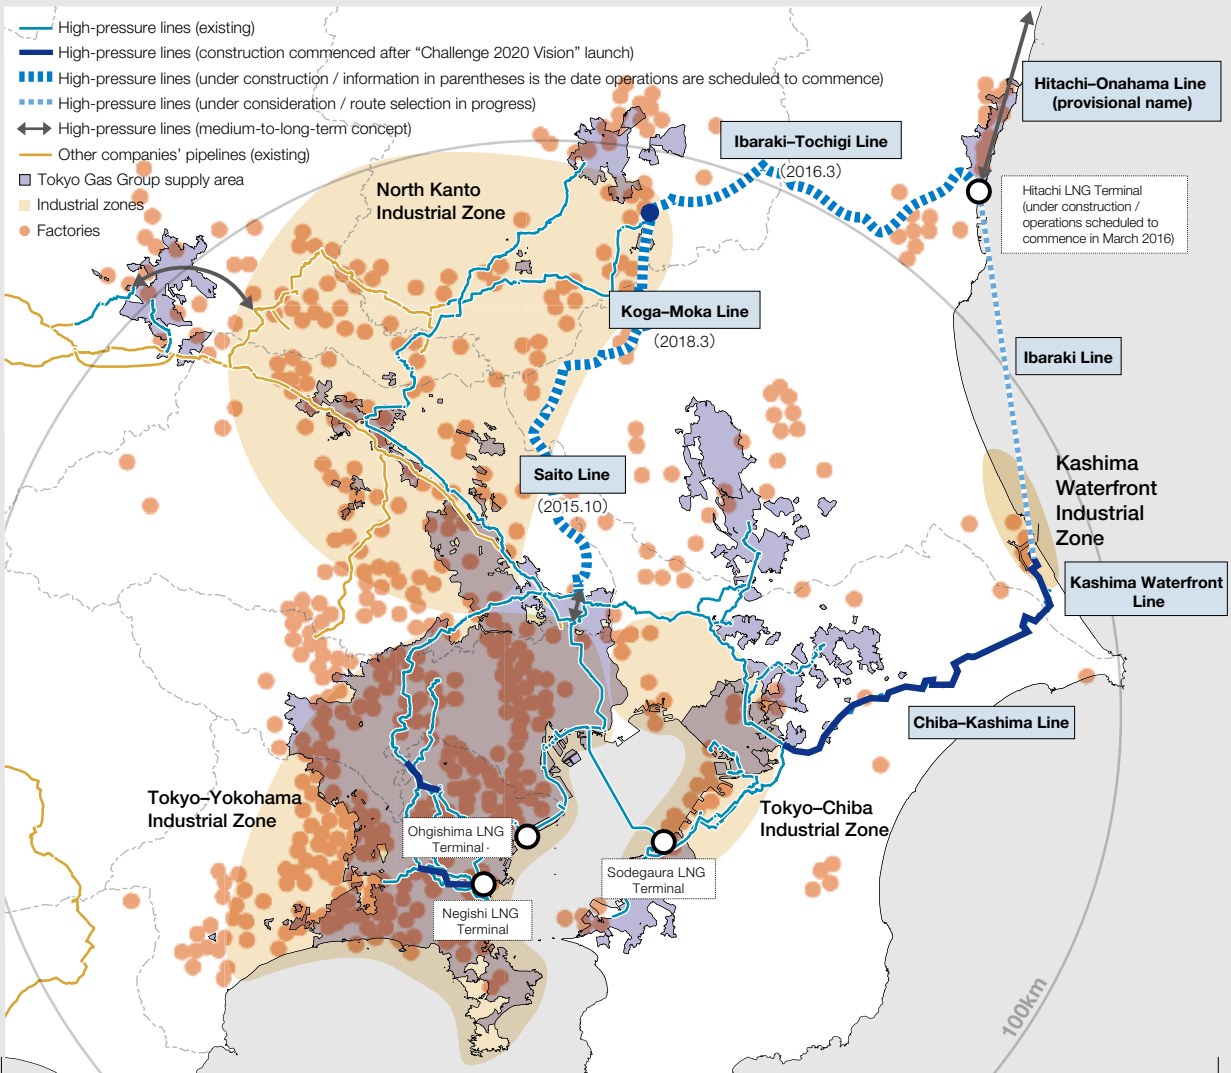 High-pressure lines (existing)
High-pressure lines (construction commenced after “Challenge 2020 Vision” launch)
High-pressure lines (under construction / information in parentheses is the date operations are scheduled to commence)
High-pressure lines (under consideration / route selection in progress)
High-pressure lines (medium-to-long-term concept)
Other companies’ pipelines (existing)
Tokyo Gas Group supply area
Industrial zones
Factories
Hitachi–Onahama Line
(provisional name)
Ibaraki–Tochigi Line
(2016.3)
North Kanto
Industrial Zone
Hitachi LNG Terminal
(under construction /
operations scheduled to
commence in March 2016)
Koga–Moka Line
(2018.3)
Ibaraki Line
Saito Line
(2015.10)
Kashima
Waterfront
Industrial
Zone
Kashima Waterfront
Line
Chiba–Kashima Line
Tokyo–Yokohama
Industrial Zone
Tokyo–Chiba
Industrial Zone
Ohgishima LNG
Terminal
Sodegaura LNG
Terminal
Negishi LNG
Terminal
100km